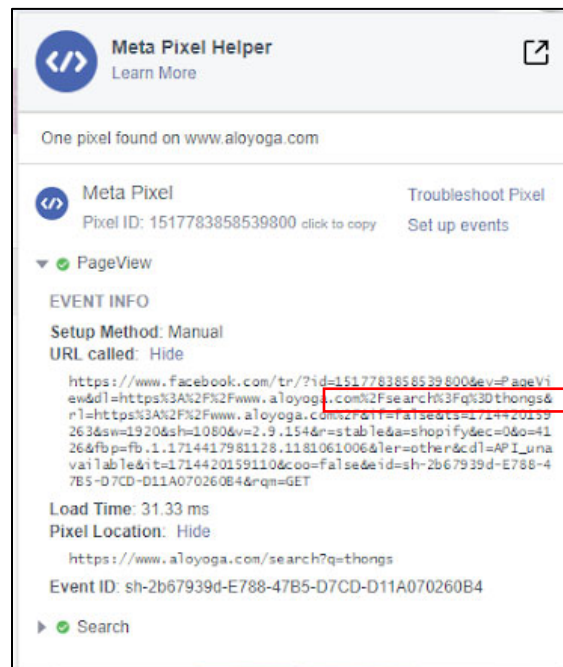 Meta Pixel Helper
Learn More
One pixel found on www.aloyoga.com
Meta Pixel
Troubleshoot Pixel
Pixel ID: 1517783858539800 click to copy
Set up events
PageView
EVENT INFO
Setup Method: Manual
URL called: Hide
https://www.facebook.com/tr/?id=1517783858539800&ev=PageVi
ew&dl=https%3A%2F%2Fwww.aloyoga.com%2Fsearch%3Fq%3Dthongs&
rl=https%3A%2F%2Fwww.aloyoga.com%2F&if=false&ts=1714420159
263&sw=1920&sh=1080&v=2.9.154&r=stable&a=shopify&ec=0&o=41
26&fbp=fb.1.1714417981128.1181061006&ler=other&cdl=API_una
vailable&it=1714420159110&coo=false&eid=sh-2b67939d-E788-4
7B5-D7CD-D11A070260B4&rqm=GET
Load Time: 31.33 ms
Pixel Location: Hide
https://www.aloyoga.com/search?q=thongs
Event ID: sh-2b67939d-E788-47B5-D7CD-D11A070260B4
Search